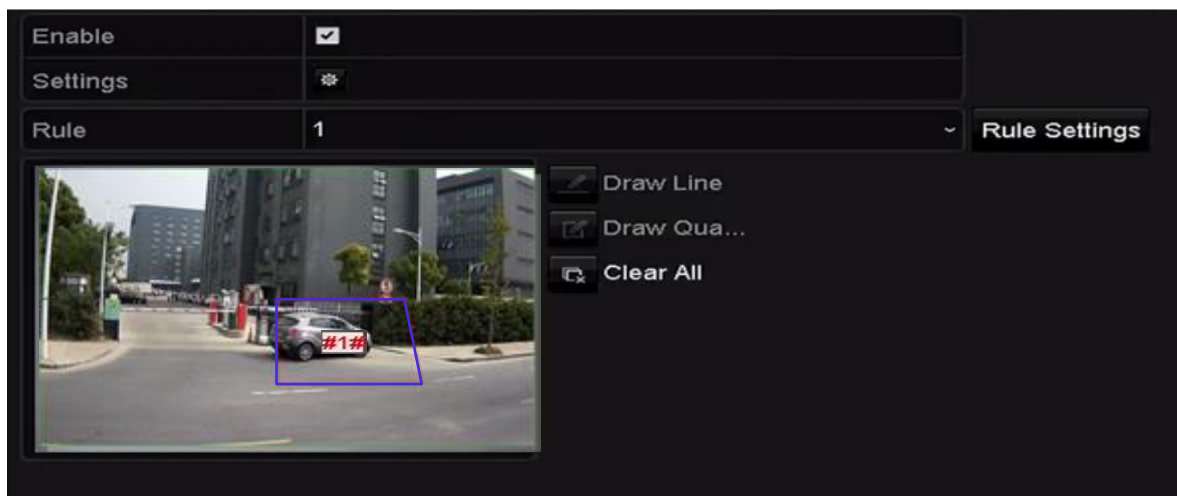 Enable
Settings
Rule
1
Rule Settings
Draw Line
Draw Qua...
Clear All
#1#